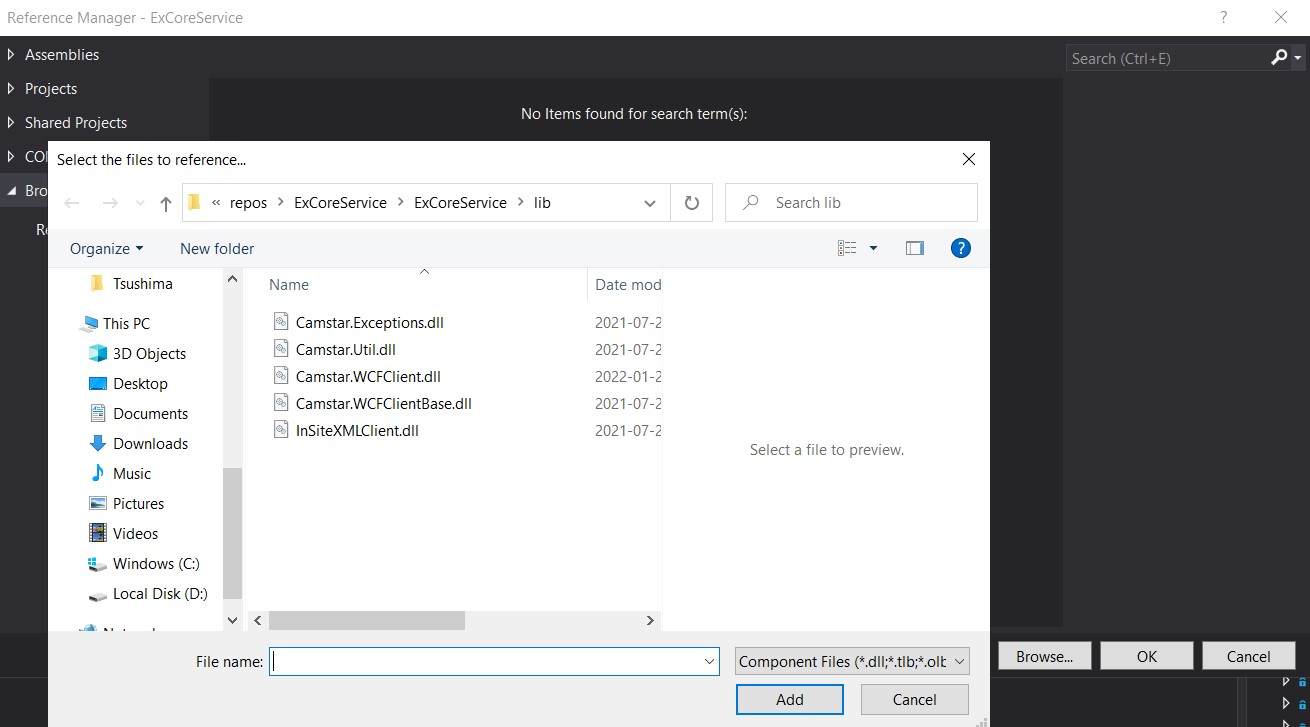 Reference Manager - ExCoreService
?
Assemblies
Search (Ctrl+E)
Projects
No Items found for search term(s):
Shared Projects
Select the files to reference...
« repos > ExCoreService > ExCoreService > lib
Search lib
Organize
New folder
?
Tsushima
This PC
3D Objects
Desktop
Documents
Downloads
Music
Pictures
Videos
Windows (C:)
Local Disk (D:)
Name Date mod
Camstar.Exceptions.dll 2021-07-2
Camstar.Util.dll 2021-07-2
Camstar.WCFClient.dll 2022-01-2
Camstar.WCFClientBase.dll 2021-07-2
InSiteXMLClient.dll 2021-07-2
Select a file to preview.
File name:
Component Files (*.dll;*.tlb;*.olb
Add
Cancel
Browse...
OK
Cancel